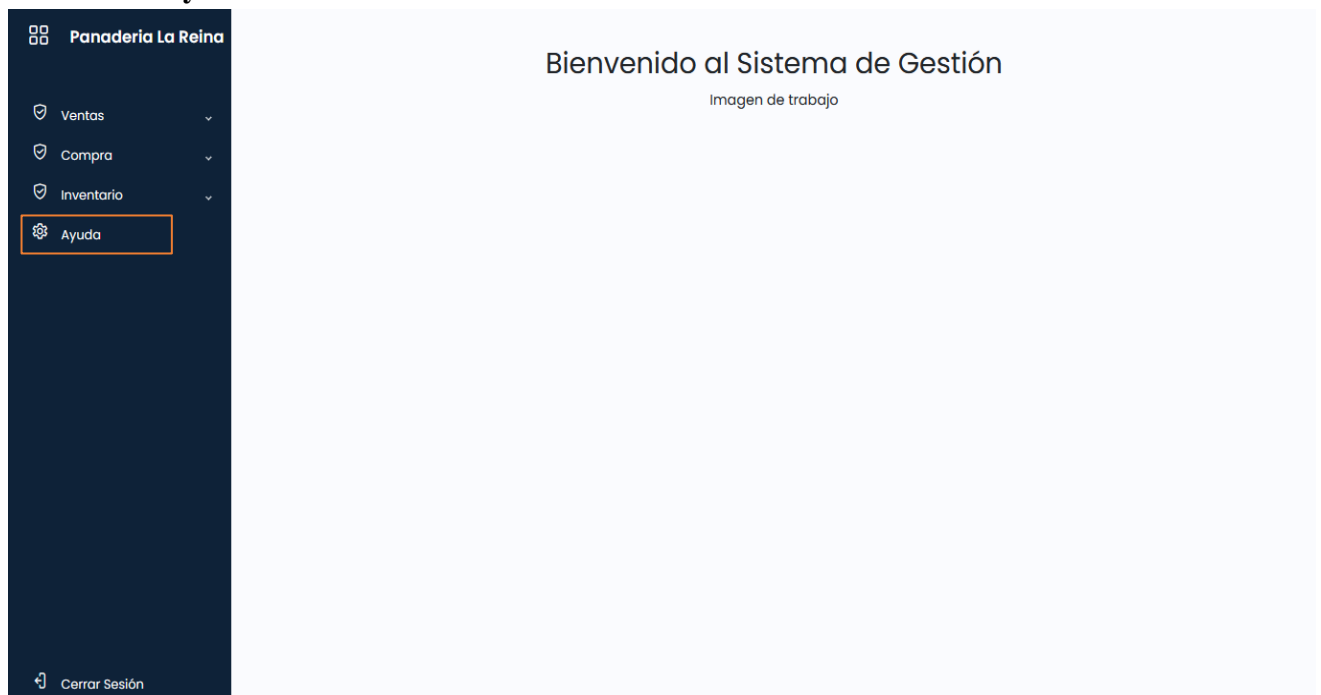 Panaderia La Reina
Bienvenido al Sistema de Gestión
Imagen de trabajo
Ventas
Compra
Inventario
Ayuda
Cerrar Sesión